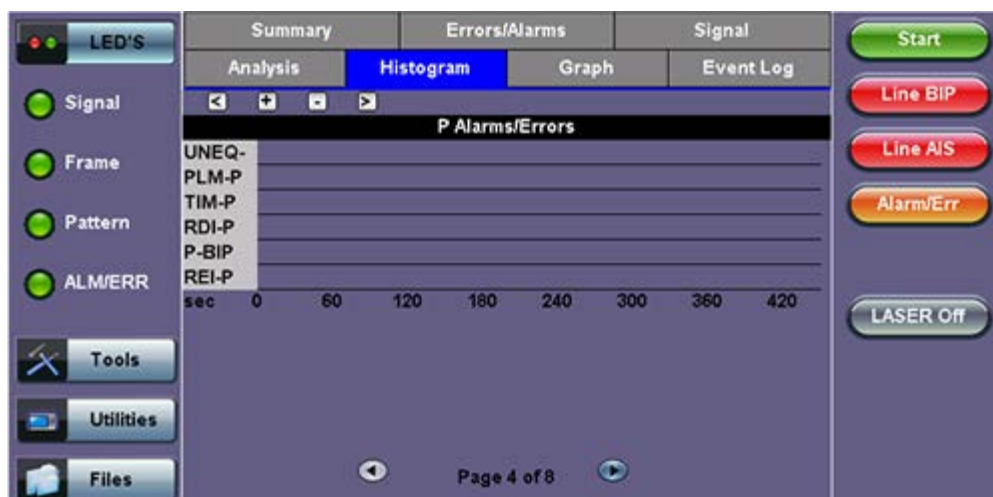 LED'S
Signal
Frame
Pattern
ALM/ERR
Tools
Utilities
Files
Summary Errors/Alarms Signal
Analysis Histogram Graph Event Log
< + - >
P Alarms/Errors
UNEQ-
PLM-P
TIM-P
RDI-P
P-BIP
REI-P
sec 0 60 120 180 240 300 360 420
Page 4 of 8
Start
Line BIP
Line AIS
Alarm/Err
LASER Off